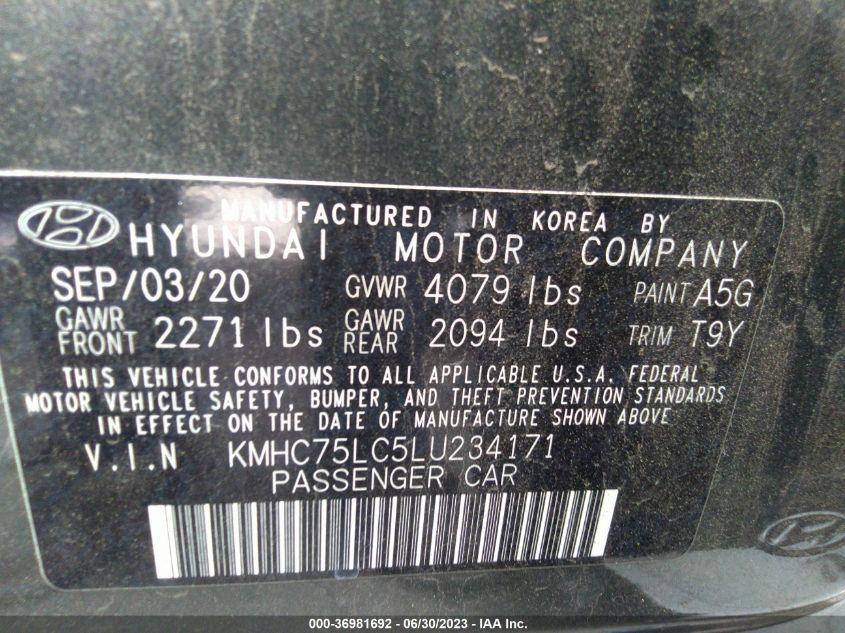 MANUFACTURED IN KOREA BY
HYUNDAI MOTOR COMPANY
SEP/03/20 GVWR 4079 lbs PAINT A5G
GAWR FRONT 2271 lbs GAWR REAR 2094 lbs TRIM T9Y
THIS VEHICLE CONFORMS TO ALL APPLICABLE U.S.A. FEDERAL
MOTOR VEHICLE SAFETY, BUMPER, AND THEFT PREVENTION STANDARDS
IN EFFECT ON THE DATE OF MANUFACTURE SHOWN ABOVE
V.I.N KMHC75LC5LU234171
PASSENGER CAR
000-36981692 - 06/30/2023 - IAA Inc.